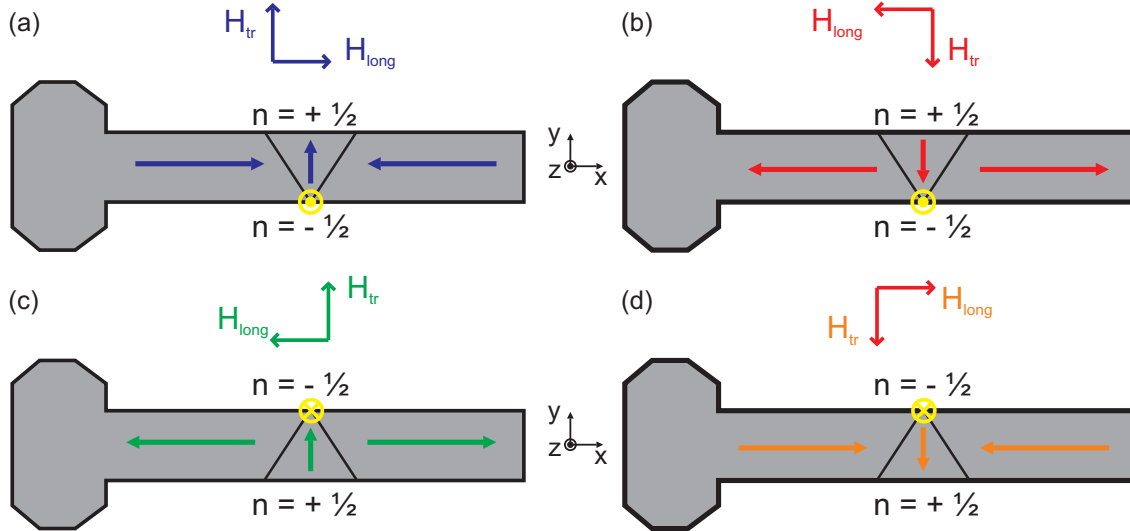 (a)
H_tr
H_long
n = + ½
n = - ½
(b)
H_long
H_tr
n = + ½
n = - ½
y
z
x
(c)
H_tr
H_long
n = - ½
n = + ½
(d)
H_long
H_tr
n = - ½
n = + ½
y
z
x